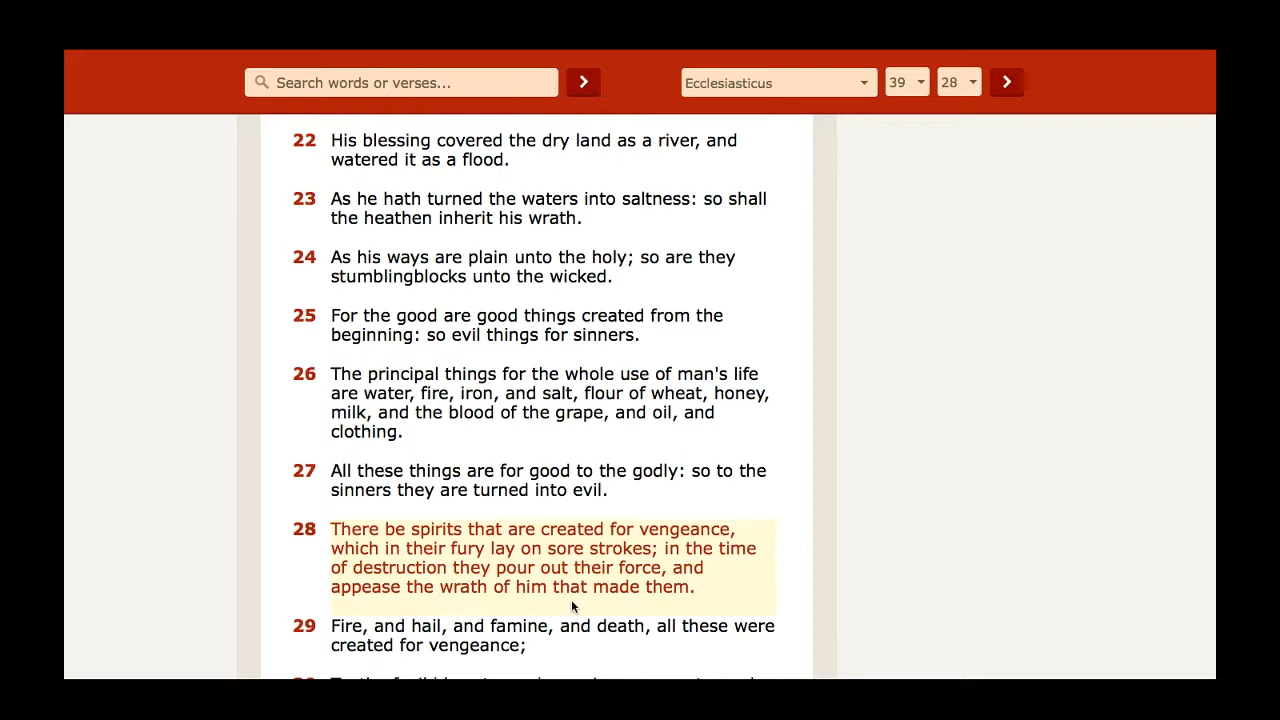 Search words or verses...
Ecclesiasticus
39
28
22 His blessing covered the dry land as a river, and
watered it as a flood.
23 As he hath turned the waters into saltness: so shall
the heathen inherit his wrath.
24 As his ways are plain unto the holy; so are they
stumblingblocks unto the wicked.
25 For the good are good things created from the
beginning: so evil things for sinners.
26 The principal things for the whole use of man's life
are water, fire, iron, and salt, flour of wheat, honey,
milk, and the blood of the grape, and oil, and
clothing.
27 All these things are for good to the godly: so to the
sinners they are turned into evil.
28 There be spirits that are created for vengeance,
which in their fury lay on sore strokes; in the time
of destruction they pour out their force, and
appease the wrath of him that made them.
29 Fire, and hail, and famine, and death, all these were
created for vengeance;